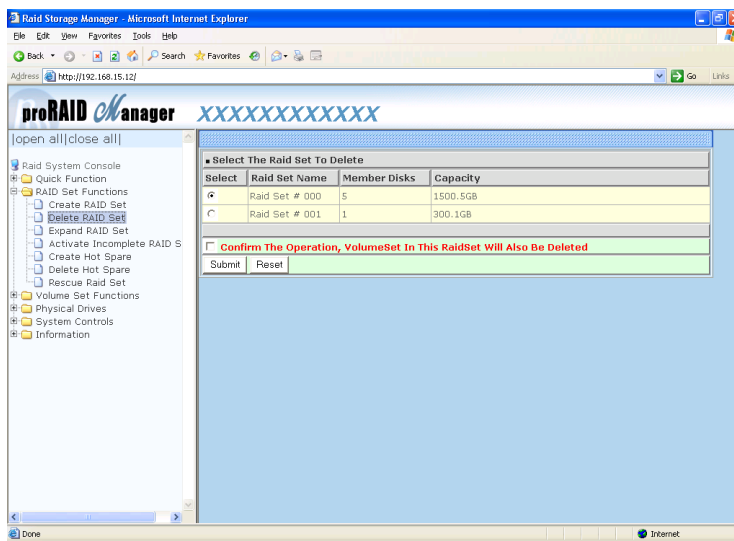 Raid Storage Manager - Microsoft Internet Explorer
File Edit View Favorites Tools Help
Back Search Favorites
Address http://192.168.15.12/ Go Links
proRAID Manager XXXXXXXXXXXX
|open all|close all|
Raid System Console
Quick Function
RAID Set Functions
Create RAID Set
Delete RAID Set
Expand RAID Set
Activate Incomplete RAID S
Create Hot Spare
Delete Hot Spare
Rescue Raid Set
Volume Set Functions
Physical Drives
System Controls
Information
Select The Raid Set To Delete
Select Raid Set Name Member Disks Capacity
Raid Set # 000 5 1500.5GB
Raid Set # 001 1 300.1GB
Confirm The Operation, VolumeSet In This RaidSet Will Also Be Deleted
Submit Reset
Done Internet